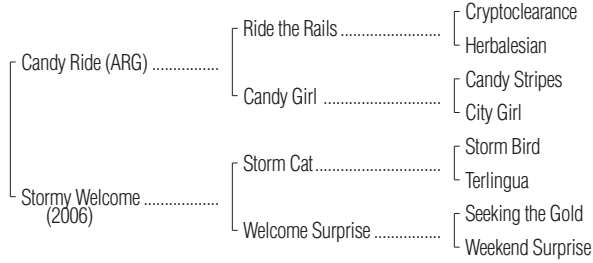 Cryptoclearance
Ride the Rails ....................
Herbalesian
Candy Ride (ARG) ................
Candy Stripes
Candy Girl .......................
City Girl
Storm Bird
Storm Cat........................
Terlingua
Stormy Welcome ................
(2006)
Seeking the Gold
Welcome Surprise .............
Weekend Surprise